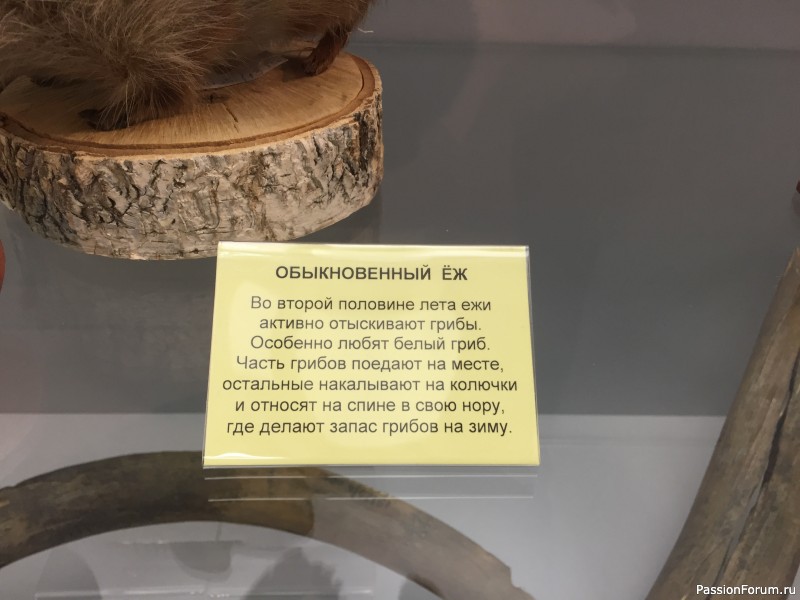 ОБЫКНОВЕННЫЙ ЁЖ
Во второй половине лета ежи
активно отыскивают грибы.
Особенно любят белый гриб.
Часть грибов поедают на месте,
остальные накалывают на колючки
и относят на спине в свою нору,
где делают запас грибов на зиму.
PassionForum.ru